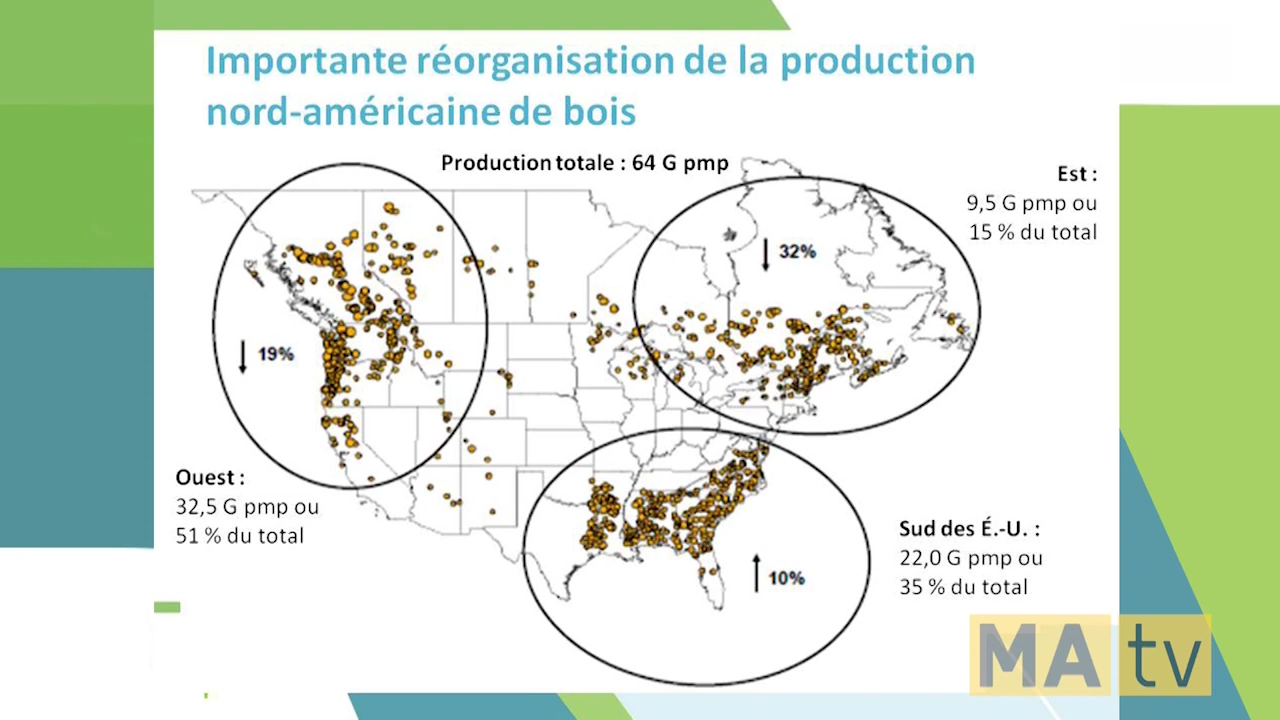 Importante réorganisation de la production
nord-américaine de bois
Production totale : 64 G pmp
Est :
9,5 G pmp ou
15 % du total
32%
19%
Ouest :
32,5 G pmp ou
51 % du total
Sud des É.-U. :
22,0 G pmp ou
35 % du total
10%
MAtv